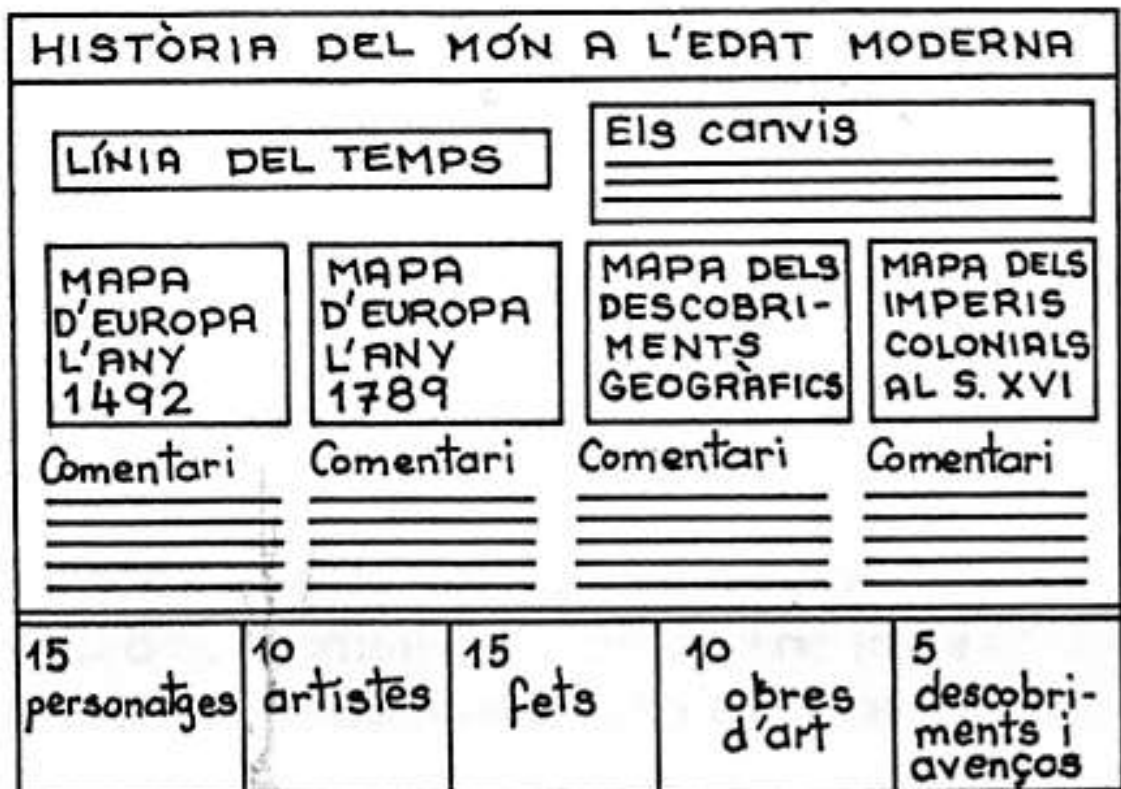 HISTÒRIA DEL MÓN A L'EDAT MODERNA
LÍNIA DEL TEMPS
Els canvis
MAPA
D'EUROPA
L'ANY
1492
MAPA
D'EUROPA
L'ANY
1789
MAPA DELS
DESCOBRI-
MENTS
GEOGRÀFICS
MAPA DELS
IMPERIS
COLONIALS
AL S. XVI
Comentari
Comentari
Comentari
Comentari
15
personatges
10
artistes
15
fets
10
obres
d'art
5
descobri-
ments i
avenços